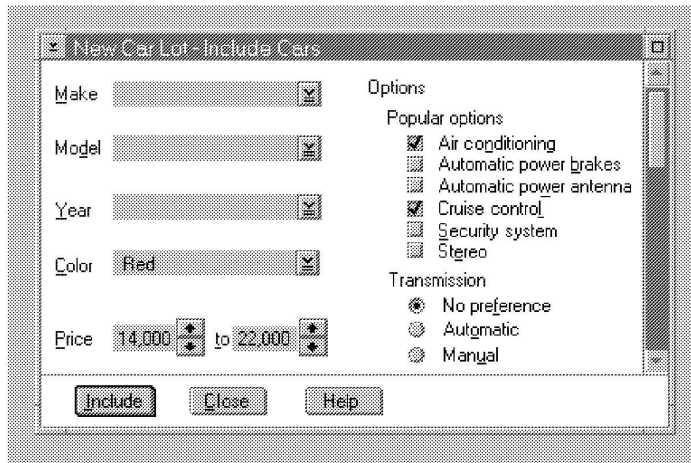 New Car Lot - Include Cars
Make
Model
Year
Color Red
Price 14,000 to 22,000
Options
Popular options
Air conditioning
Automatic power brakes
Automatic power antenna
Cruise control
Security system
Stereo
Transmission
No preference
Automatic
Manual
Include Close Help